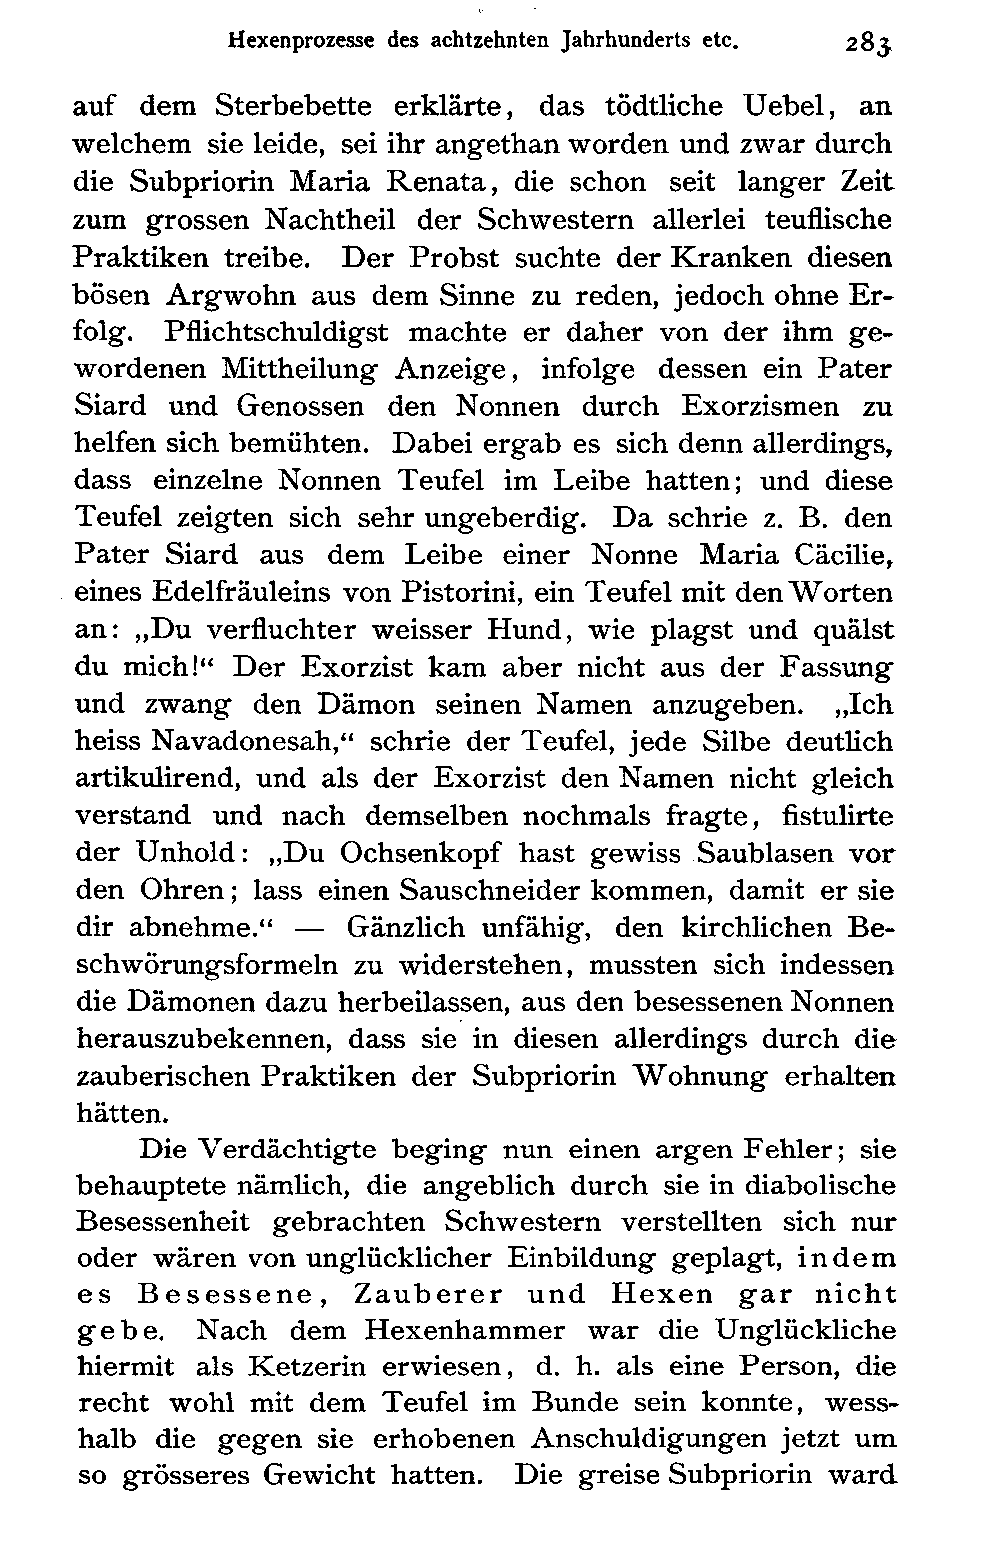 Hexenprozesse des achtzehnten Jahrhunderts etc. 283
auf dem Sterbebette erklärte, das tödtliche Uebel, an
welchem sie leide, sei ihr angethan worden und zwar durch
die Subpriorin Maria Renata, die schon seit langer Zeit
zum grossen Nachtheil der Schwestern allerlei teuflische
Praktiken treibe. Der Probst suchte der Kranken diesen
bösen Argwohn aus dem Sinne zu reden, jedoch ohne Er-
folg. Pflichtschuldigst machte er daher von der ihm ge-
wordenen Mittheilung Anzeige, infolge dessen ein Pater
Siard und Genossen den Nonnen durch Exorzismen zu
helfen sich bemühten. Dabei ergab es sich denn allerdings,
dass einzelne Nonnen Teufel im Leibe hatten; und diese
Teufel zeigten sich sehr ungeberdig. Da schrie z. B. den
Pater Siard aus dem Leibe einer Nonne Maria Cäcilie,
eines Edelfräuleins von Pistorini, ein Teufel mit den Worten
an: „Du verfluchter weisser Hund, wie plagst und quälst
du mich!“ Der Exorzist kam aber nicht aus der Fassung
und zwang den Dämon seinen Namen anzugeben. „Ich
heiss Navadonesah,“ schrie der Teufel, jede Silbe deutlich
artikulirend, und als der Exorzist den Namen nicht gleich
verstand und nach demselben nochmals fragte, fistulirte
der Unhold: „Du Ochsenkopf hast gewiss Saublasen vor
den Ohren; lass einen Sauschneider kommen, damit er sie
dir abnehme.“ — Gänzlich unfähig, den kirchlichen Be-
schwörungsformeln zu widerstehen, mussten sich indessen
die Dämonen dazu herbeilassen, aus den besessenen Nonnen
herauszubekennen, dass sie in diesen allerdings durch die
zauberischen Praktiken der Subpriorin Wohnung erhalten
hätten.
Die Verdächtigte beging nun einen argen Fehler; sie
behauptete nämlich, die angeblich durch sie in diabolische
Besessenheit gebrachten Schwestern verstellten sich nur
oder wären von unglücklicher Einbildung geplagt, indem
es Besessene, Zauberer und Hexen gar nicht
gebe. Nach dem Hexenhammer war die Unglückliche
hiermit als Ketzerin erwiesen, d. h. als eine Person, die
recht wohl mit dem Teufel im Bunde sein konnte, wess-
halb die gegen sie erhobenen Anschuldigungen jetzt um
so grösseres Gewicht hatten. Die greise Subpriorin ward